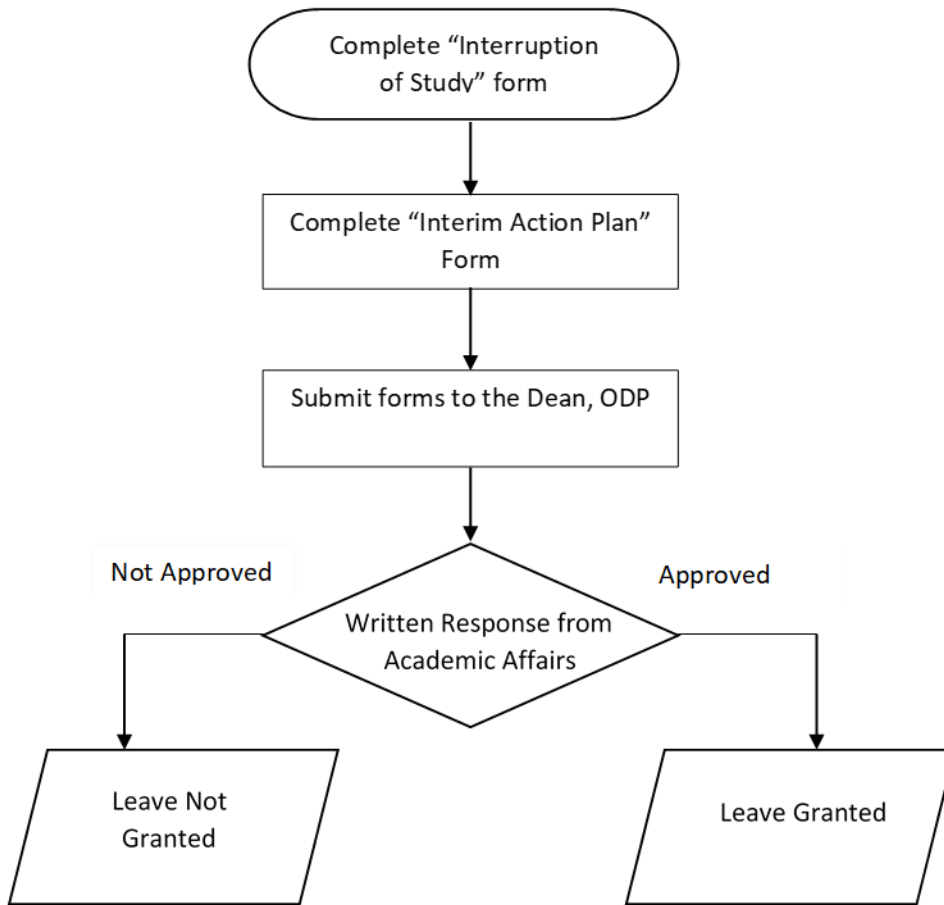 Complete “Interruption
of Study” form
Complete “Interim Action Plan”
Form
Submit forms to the Dean, ODP
Not Approved
Approved
Written Response from
Academic Affairs
Leave Not
Granted
Leave Granted